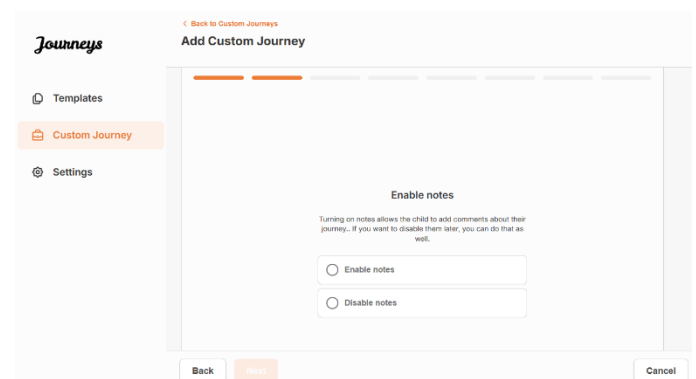 < Back to Custom Journeys
Journeys
Add Custom Journey
Templates
Custom Journey
Settings
Enable notes
Turning on notes allows the child to add comments about their
journey.. If you want to disable them later, you can do that as
well.
Enable notes
Disable notes
Back
Next
Cancel